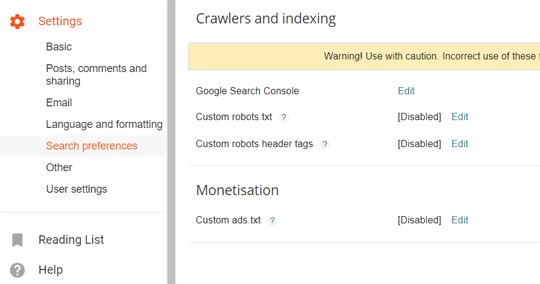 Settings
Basic
Posts, comments and
sharing
Email
Language and formatting
Search preferences
Other
User settings
Reading List
Help
Crawlers and indexing
Warning! Use with caution. Incorrect use of these
Google Search Console Edit
Custom robots.txt ? [Disabled] Edit
Custom robots header tags ? [Disabled] Edit
Monetisation
Custom ads.txt ? [Disabled] Edit